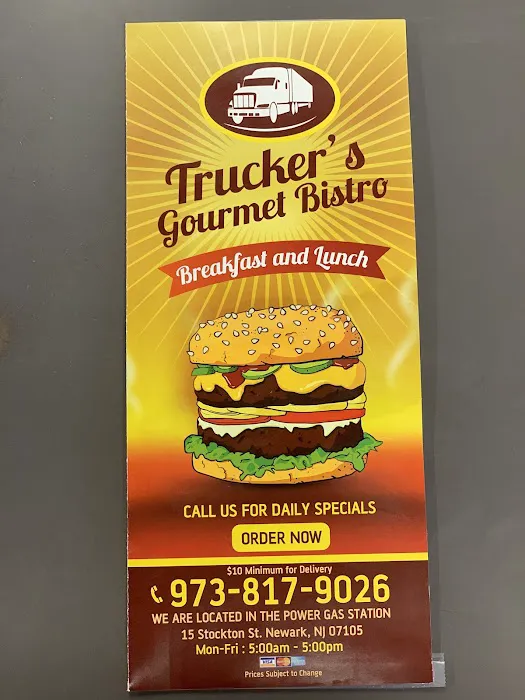 Trucker's
Gourmet Bistro
Breakfast and Lunch
CALL US FOR DAILY SPECIALS
ORDER NOW
$10 Minimum for Delivery
973-817-9026
WE ARE LOCATED IN THE POWER GAS STATION
15 Stockton St. Newark, NJ 07105
Mon-Fri : 5:00am - 5:00pm
VISA
Prices Subject to Change